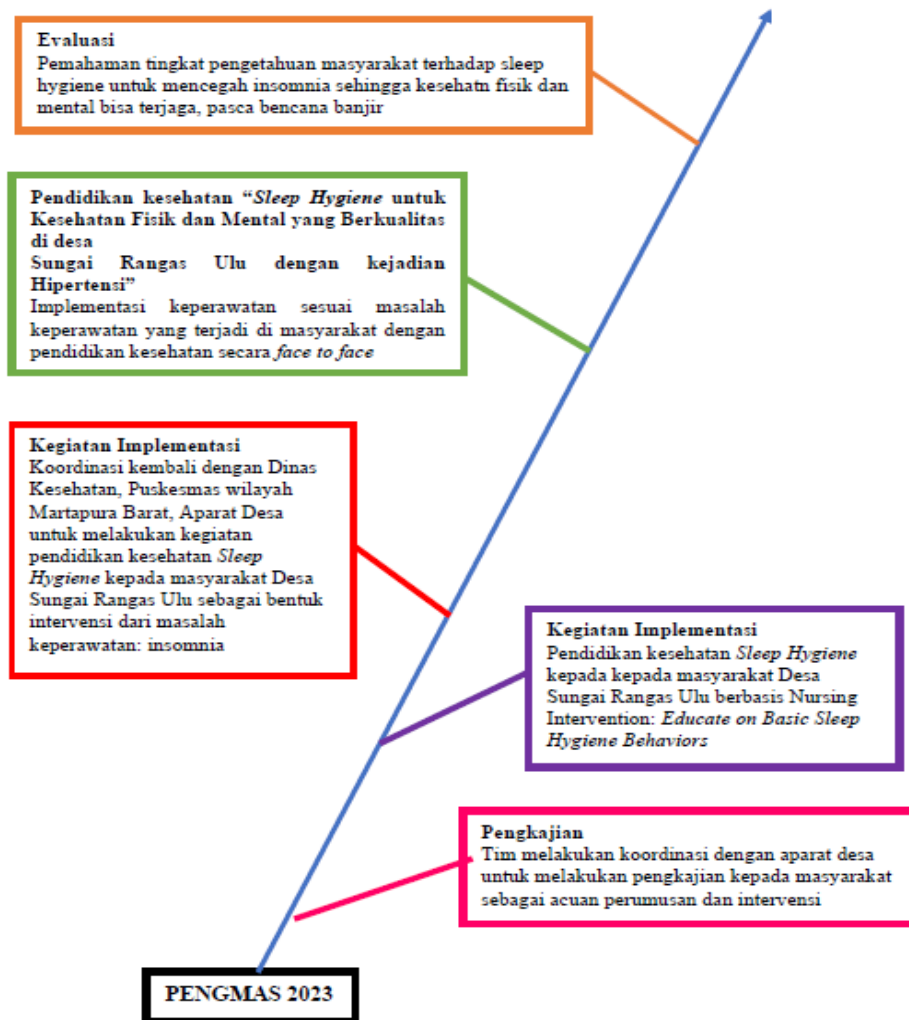 Evaluasi
Pemahaman tingkat pengetahuan masyarakat terhadap sleep
hygiene untuk mencegah insomnia sehingga kesehatn fisik dan
mental bisa terjaga, pasca bencana banjir
Pendidikan kesehatan “Sleep Hygiene untuk
Kesehatan Fisik dan Mental yang Berkualitas
di desa
Sungai Rangas Ulu dengan kejadian
Hipertensi”
Implementasi keperawatan sesuai masalah
keperawatan yang terjadi di masyarakat dengan
pendidikan kesehatan secara face to face
Kegiatan Implementasi
Koordinasi kembali dengan Dinas
Kesehatan, Puskesmas wilayah
Martapura Barat, Aparat Desa
untuk melakukan kegiatan
pendidikan kesehatan Sleep
Hygiene kepada masyarakat Desa
Sungai Rangas Ulu sebagai bentuk
intervensi dari masalah
keperawatan: insomnia
Kegiatan Implementasi
Pendidikan kesehatan Sleep Hygiene
kepada kepada masyarakat Desa
Sungai Rangas Ulu berbasis Nursing
Intervention: Educate on Basic Sleep
Hygiene Behaviors
Pengkajian
Tim melakukan koordinasi dengan aparat desa
untuk melakukan pengkajian kepada masyarakat
sebagai acuan perumusan dan intervensi
PENGMAS 2023